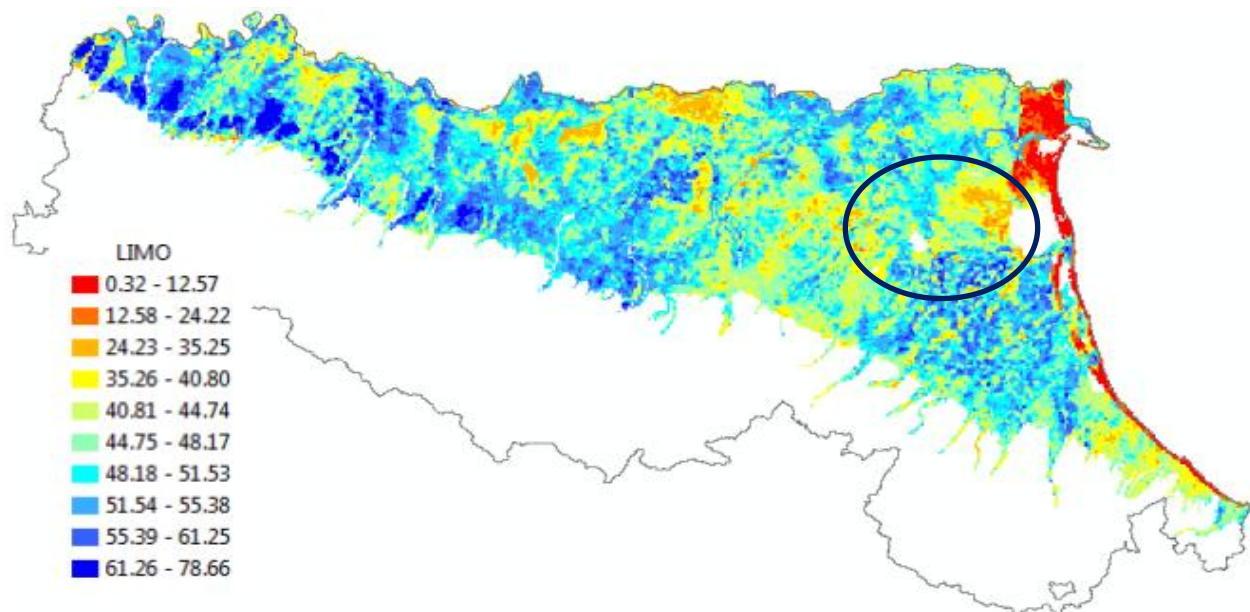 LIMO
0.32 - 12.57
12.58 - 24.22
24.23 - 35.25
35.26 - 40.80
40.81 - 44.74
44.75 - 48.17
48.18 - 51.53
51.54 - 55.38
55.39 - 61.25
61.26 - 78.66